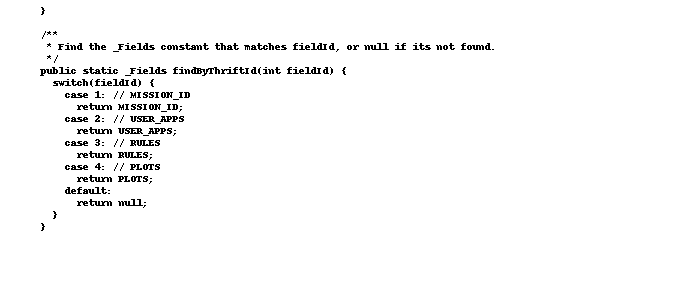 }
/**
* Find the _Fields constant that matches fieldId, or null if its not found.
*/
public static _Fields findByThriftId(int fieldId) {
switch(fieldId) {
case 1: // MISSION_ID
return MISSION_ID;
case 2: // USER_APPS
return USER_APPS;
case 3: // RULES
return RULES;
case 4: // PLOTS
return PLOTS;
default:
return null;
}
}